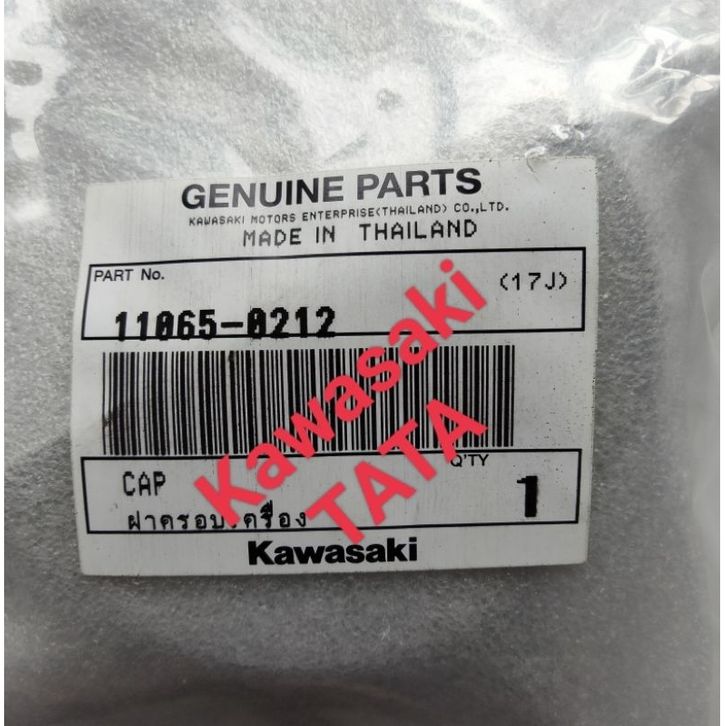 GENUINE PARTS
KAWASAKI MOTORS ENTERPRISE(THAILAND) CO.,LTD.
MADE IN THAILAND
PART No.
(17J)
11065-0212
Kawasaki
TATA
CAP
Q'TY
1
ฝาครอบเครื่อง
Kawasaki